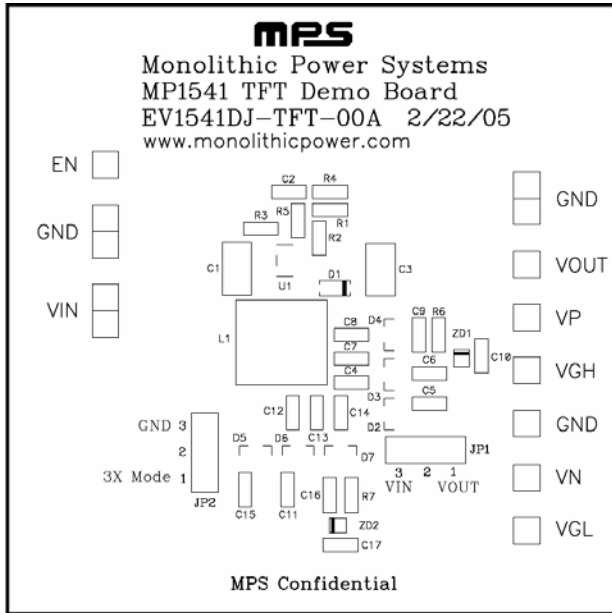 MPS
Monolithic Power Systems
MP1541 TFT Demo Board
EV1541DJ-TFT-00A 2/22/05
www.monolithicpower.com
EN
GND
VIN
C2
R4
R5
R1
R3
R2
C1
U1
D1
C3
L1
C8
C7
C4
D4
C9
R6
ZD1
C10
C6
D3
C5
D2
GND
VOUT
VP
VGH
GND
VN
VGL
C12
C13
C14
GND 3
2
3X Mode 1
JP2
D5
D6
D7
JP1
3 2 1
VIN VOUT
C15
C11
C16
R7
ZD2
C17
MPS Confidential